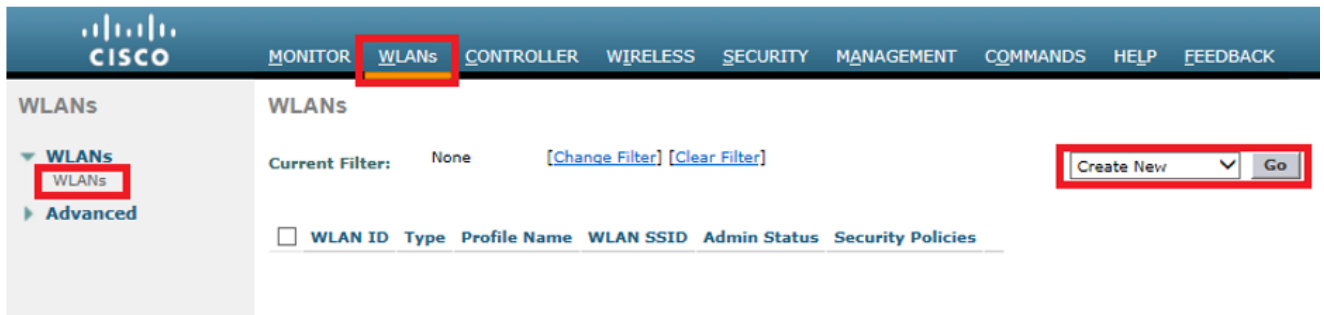 CISCO
MONITOR WLANs CONTROLLER WIRELESS SECURITY MANAGEMENT COMMANDS HELP FEEDBACK
WLANs
WLANs
WLANs
Advanced
WLANs
Current Filter: None [Change Filter] [Clear Filter]
Create New Go
WLAN ID Type Profile Name WLAN SSID Admin Status Security Policies